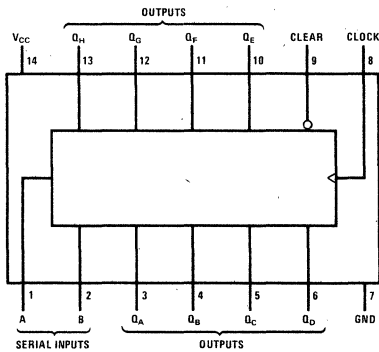 OUTPUTS
VCC QH QG QF QE CLEAR CLOCK
14 13 12 11 10 9 8
1 2 3 4 5 6 7
A B QA QB QC QD GND
SERIAL INPUTS OUTPUTS